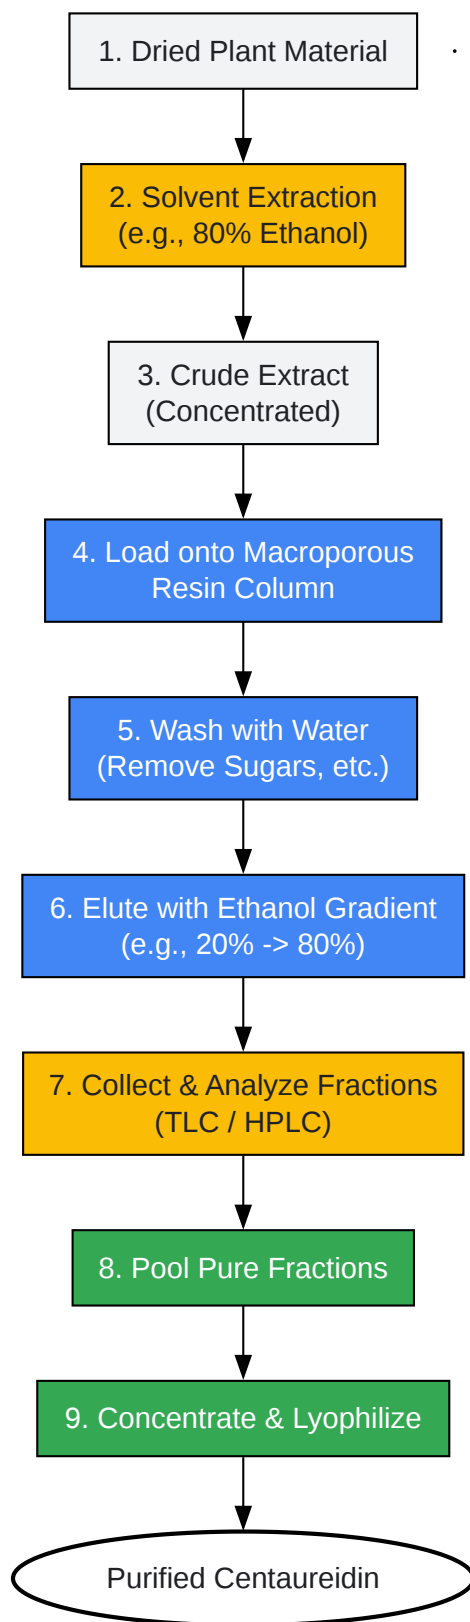 1. Dried Plant Material
.
2. Solvent Extraction
(e.g., 80% Ethanol)
3. Crude Extract
(Concentrated)
4. Load onto Macroporous
Resin Column
5. Wash with Water
(Remove Sugars, etc.)
6. Elute with Ethanol Gradient
(e.g., 20% -> 80%)
7. Collect & Analyze Fractions
(TLC / HPLC)
8. Pool Pure Fractions
9. Concentrate & Lyophilize
Purified Centaureidin